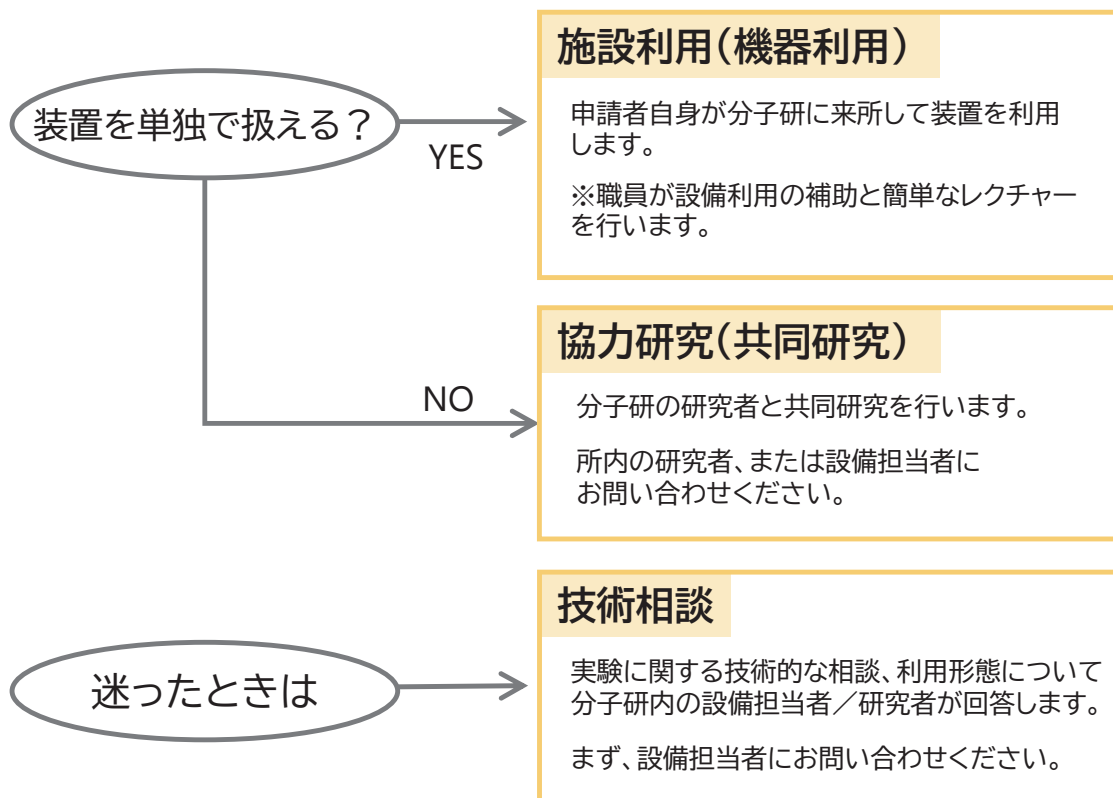 施設利用(機器利用)
装置を単独で扱える？
YES
申請者自身が分子研に来所して装置を利用
します。
※職員が設備利用の補助と簡単なレクチャー
を行います。
協力研究(共同研究)
NO
分子研の研究者と共同研究を行います。
所内の研究者、または設備担当者に
お問い合わせください。
技術相談
迷ったときは
実験に関する技術的な相談、利用形態について
分子研内の設備担当者／研究者が回答します。
まず、設備担当者にお問い合わせください。